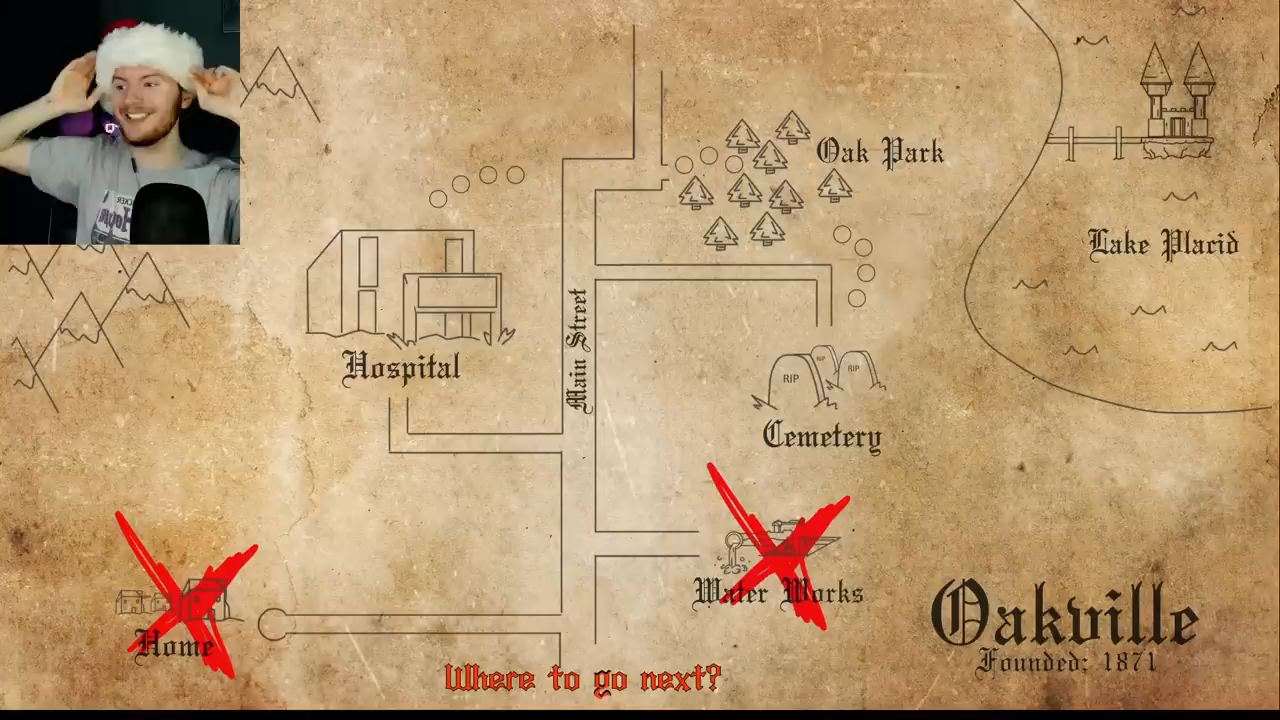 Oak Park
Lake Placid
Main Street
Hospital
RIP
RIP
RIP
Cemetery
Water Works
Home
Oakville
Founded: 1871
Where to go next?